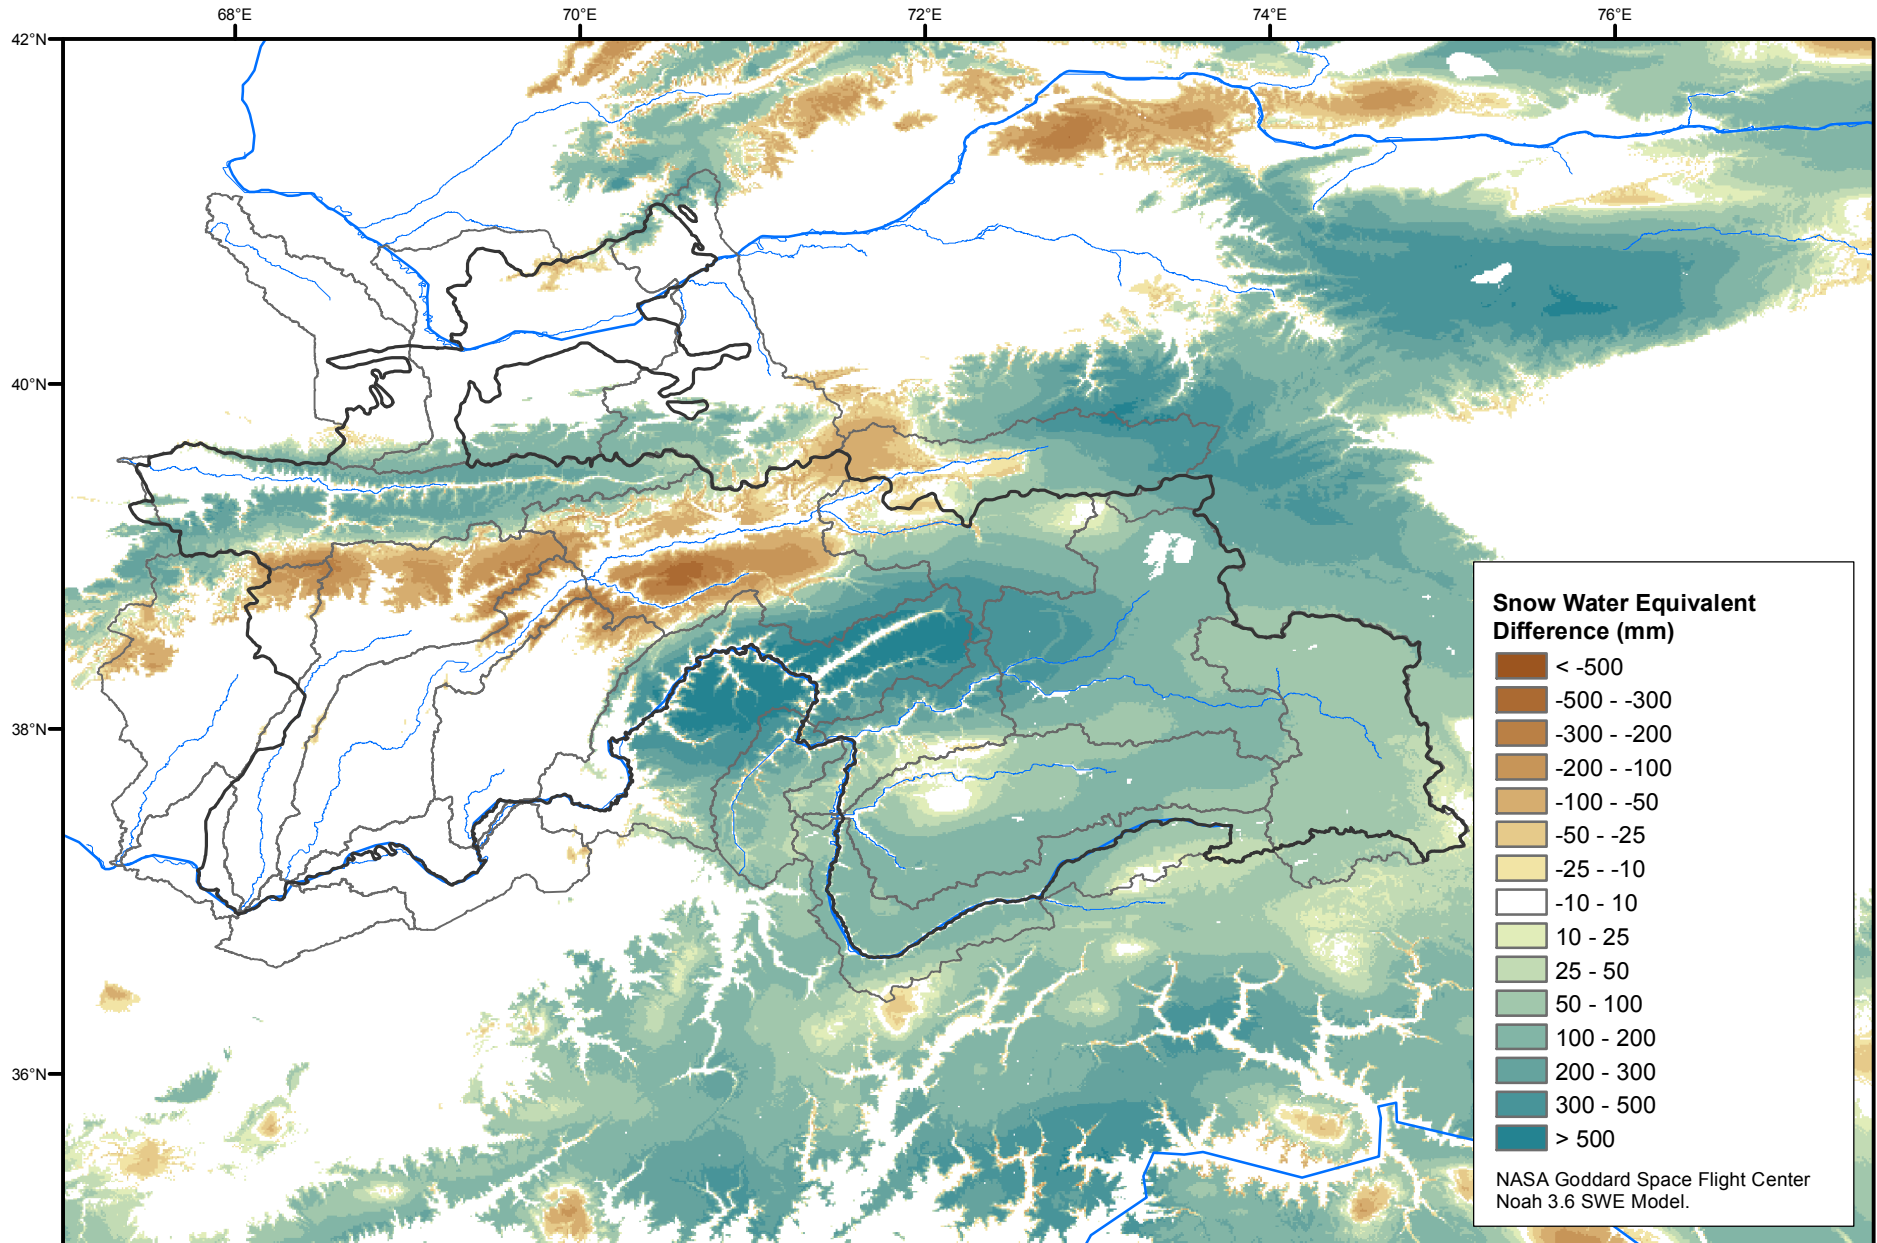 68°E 70°E 72°E 74°E 76°E
42°N
40°N
38°N
36°N
Snow Water Equivalent
Difference (mm)
< -500
-500 - -300
-300 - -200
-200 - -100
-100 - -50
-50 - -25
-25 - -10
-10 - 10
10 - 25
25 - 50
50 - 100
100 - 200
200 - 300
300 - 500
> 500
NASA Goddard Space Flight Center
Noah 3.6 SWE Model.